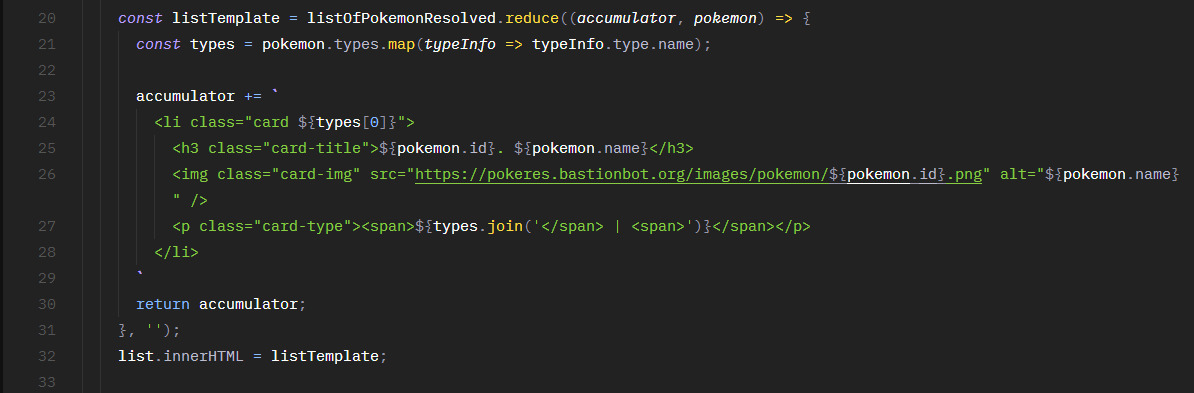 20 const listTemplate = listOfPokemonResolved.reduce((accumulator, pokemon) => {
21 const types = pokemon.types.map(typeInfo => typeInfo.type.name);
22
23 accumulator += `
24 <li class="card ${types[0]}">
25 <h3 class="card-title">${pokemon.id}. ${pokemon.name}</h3>
26 <img class="card-img" src="https://pokeres.bastionbot.org/images/pokemon/${pokemon.id}.png" alt="${pokemon.name}
" />
27 <p class="card-type"><span>${types.join('</span> | <span>')}</span></p>
28 </li>
29 `
30 return accumulator;
31 }, '');
32 list.innerHTML = listTemplate;
33